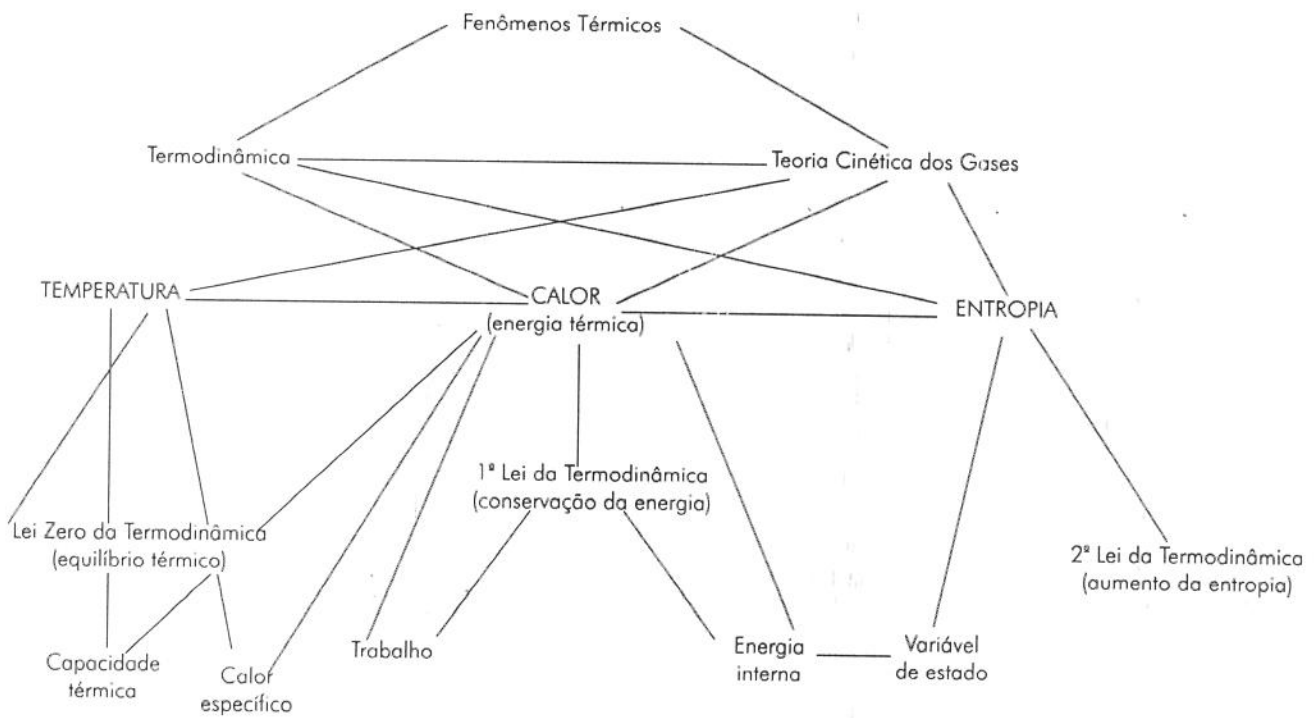 Fenômenos Térmicos
Termodinâmica
Teoria Cinética dos Gases
TEMPERATURA
CALOR
(energia térmica)
ENTROPIA
1ª Lei da Termodinâmica
(conservação da energia)
Lei Zero da Termodinâmica
(equilíbrio térmico)
2ª Lei da Termodinâmica
(aumento da entropia)
Capacidade
térmica
Calor
específico
Trabalho
Energia
interna
Variável
de estado